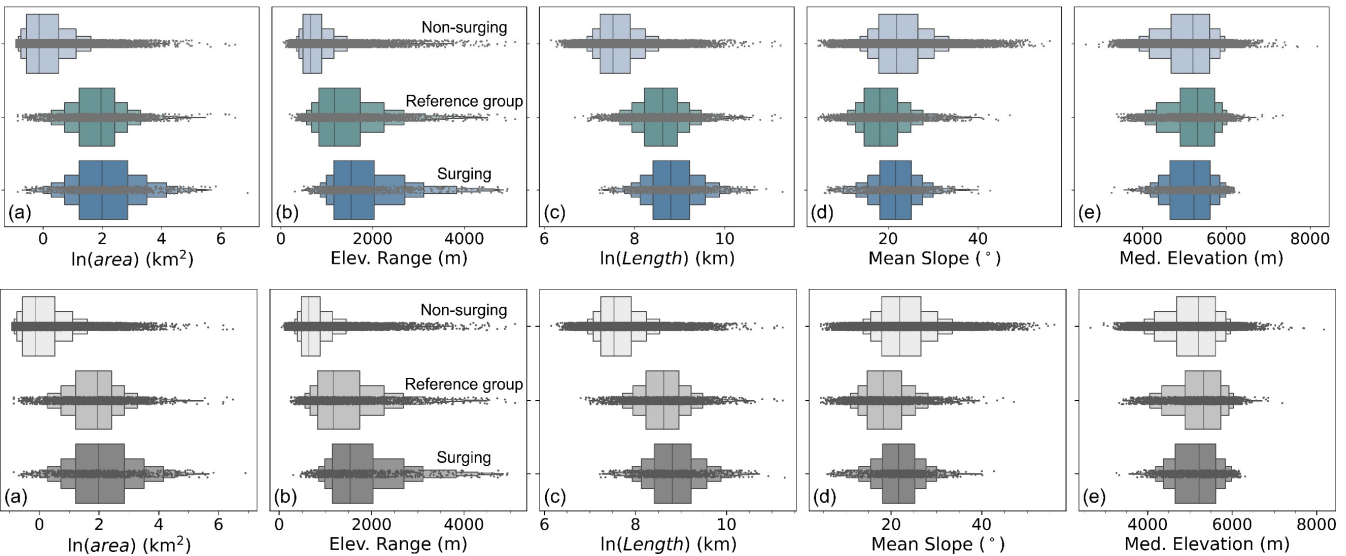 Non-surging
Reference group
Surging
(a) (b) (c) (d) (e)
0 2 4 6 0 2000 4000 6 8 10 20 40 4000 6000 8000
ln(area) (km²) Elev. Range (m) ln(Length) (km) Mean Slope (°) Med. Elevation (m)
Non-surging
Reference group
Surging
(a) (b) (c) (d) (e)
0 2 4 6 0 2000 4000 6 8 10 20 40 4000 6000 8000
ln(area) (km²) Elev. Range (m) ln(Length) (km) Mean Slope (°) Med. Elevation (m)